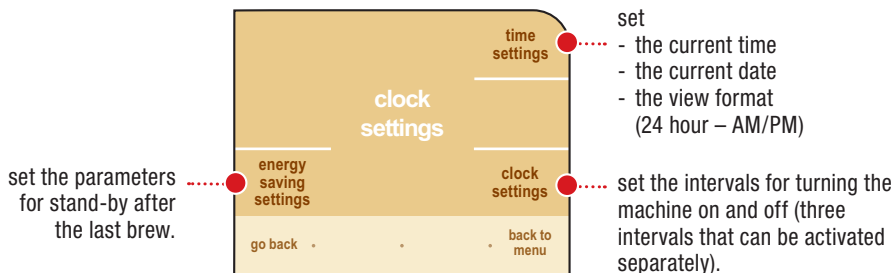 time
settings
set
- the current time
- the current date
- the view format
(24 hour – AM/PM)
clock
settings
set the parameters
for stand-by after
the last brew.
energy
saving
settings
clock
settings
set the intervals for turning the
machine on and off (three
intervals that can be activated
separately).
go back
back to
menu